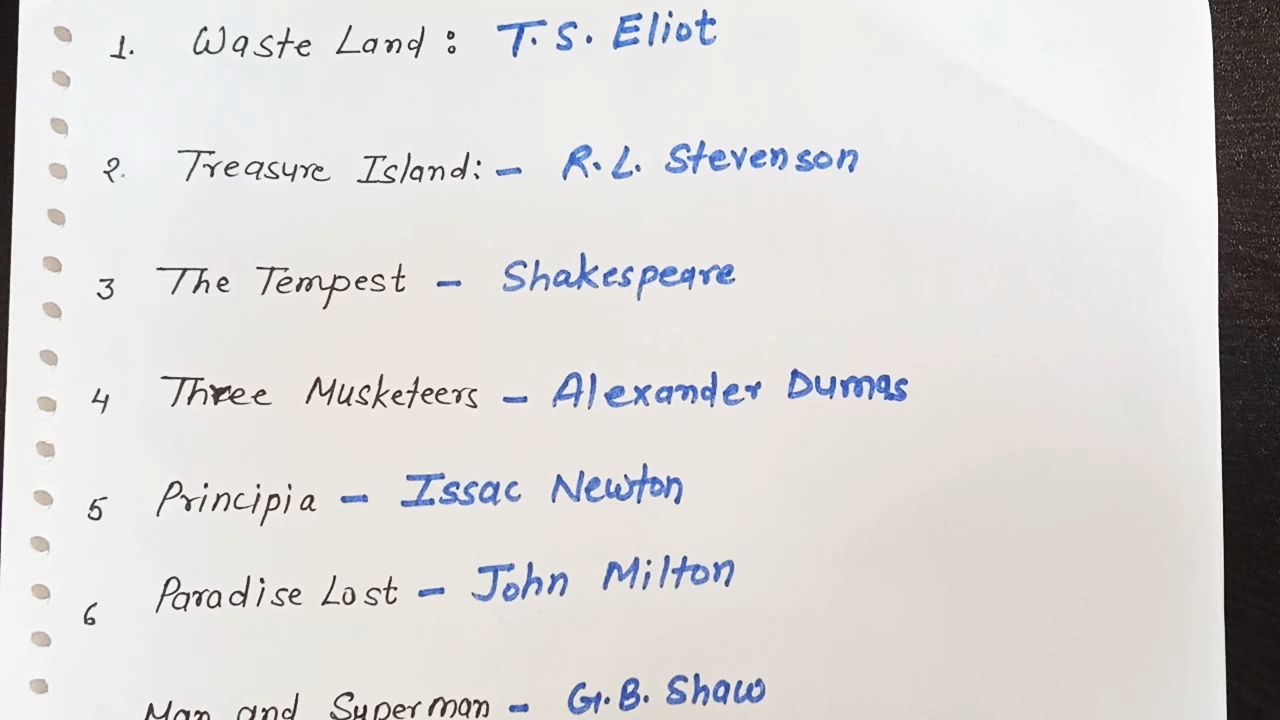 1. Waste Land : T. S. Eliot
2. Treasure Island :- R. L. Stevenson
3 The Tempest - Shakespeare
4 Three Musketeers - Alexander Dumas
5 Principia - Issac Newton
6 Paradise Lost - John Milton
Man and Superman - G. B. Shaw